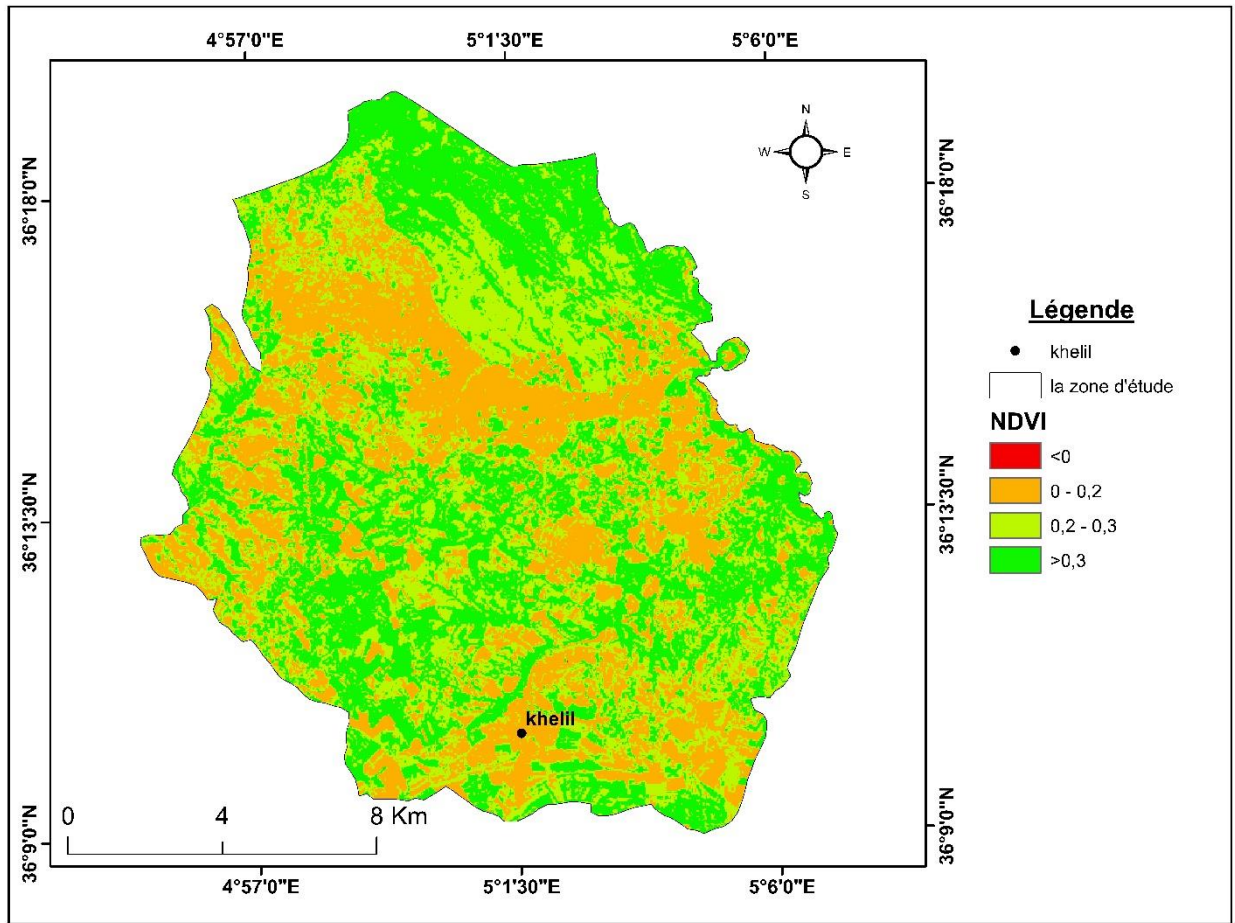 4°57'0"E 5°1'30"E 5°6'0"E
N
W E
S
36°18'0"N 36°18'0"N
Légende
khelil
la zone d'étude
NDVI
<0
0 - 0,2
0,2 - 0,3
>0,3
36°13'30"N 36°13'30"N
khelil
0 4 8 Km
36°9'0"N 36°9'0"N
4°57'0"E 5°1'30"E 5°6'0"E